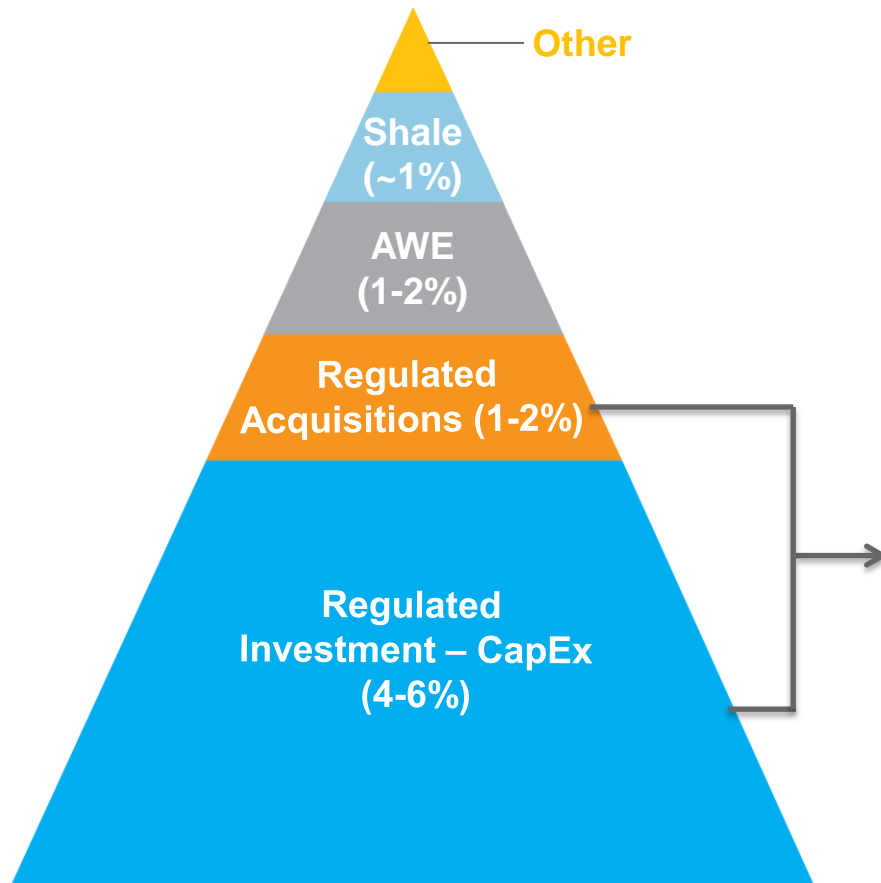 Other
Shale
(~1%)
AWE
(1-2%)
Regulated
Acquisitions (1-2%)
Regulated
Investment – CapEx
(4-6%)